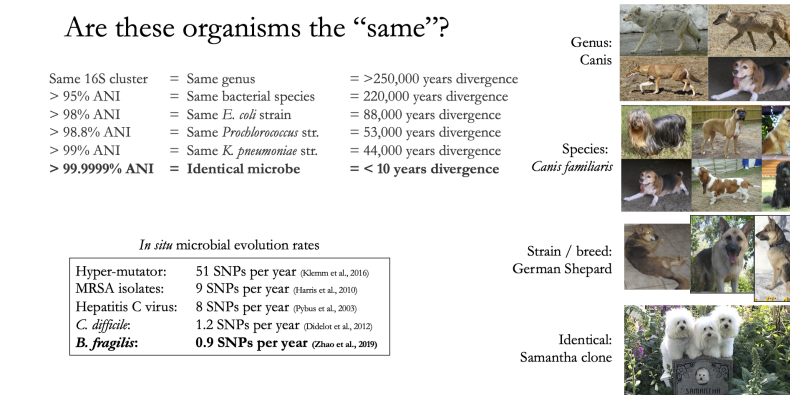 Are these organisms the “same”?
Same 16S cluster = Same genus = >250,000 years divergence
> 95% ANI = Same bacterial species = 220,000 years divergence
> 98% ANI = Same E. coli strain = 88,000 years divergence
> 98.8% ANI = Same Prochlorococcus str. = 53,000 years divergence
> 99% ANI = Same K. pneumoniae str. = 44,000 years divergence
> 99.9999% ANI = Identical microbe = < 10 years divergence
In situ microbial evolution rates
Hyper-mutator: 51 SNPs per year (Klemm et al., 2016)
MRSA isolates: 9 SNPs per year (Harris et al., 2010)
Hepatitis C virus: 8 SNPs per year (Pybus et al., 2003)
C. difficile: 1.2 SNPs per year (Didelot et al., 2012)
B. fragilis: 0.9 SNPs per year (Zhao et al., 2019)
Genus:
Canis
Species:
Canis familiaris
Strain / breed:
German Shepard
Identical:
Samantha clone
SAMANTHA